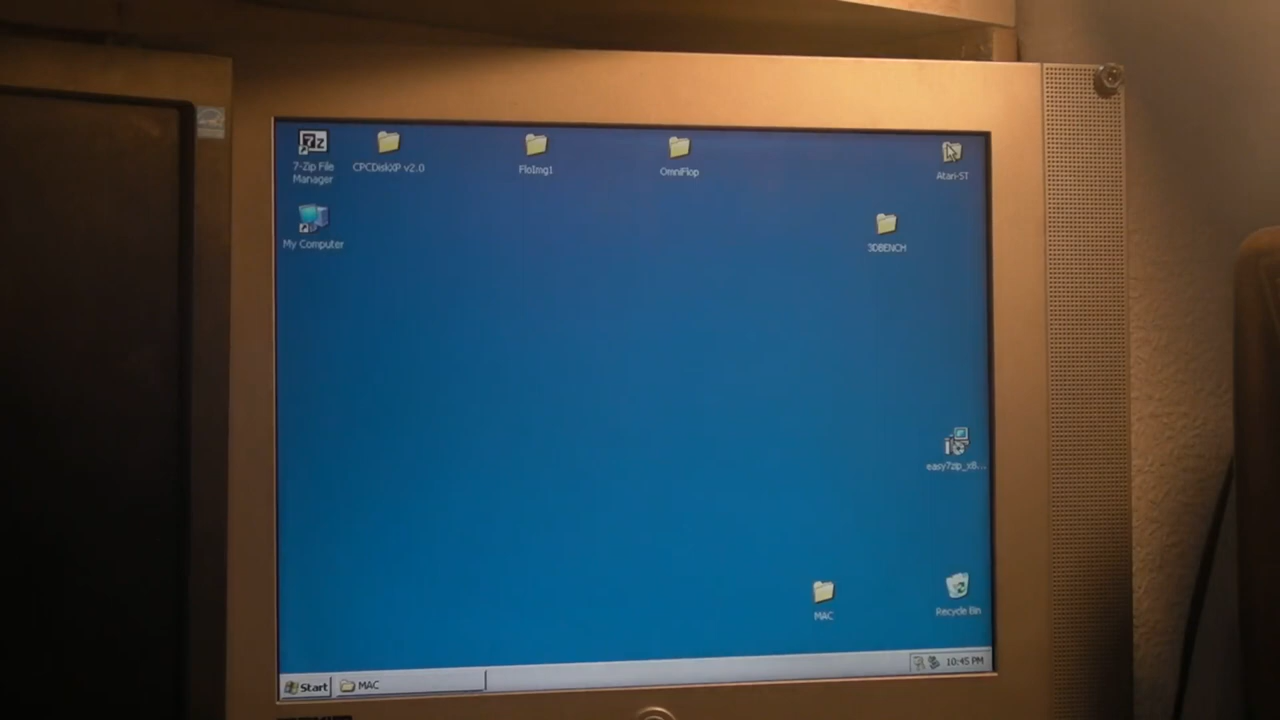 7-Zip File
Manager
CPCDiskXP v2.0
FloImg1
OmniFlop
Atari-ST
My Computer
3DBENCH
easy7zip_x8...
MAC
Recycle Bin
Start
MAC
10:45 PM